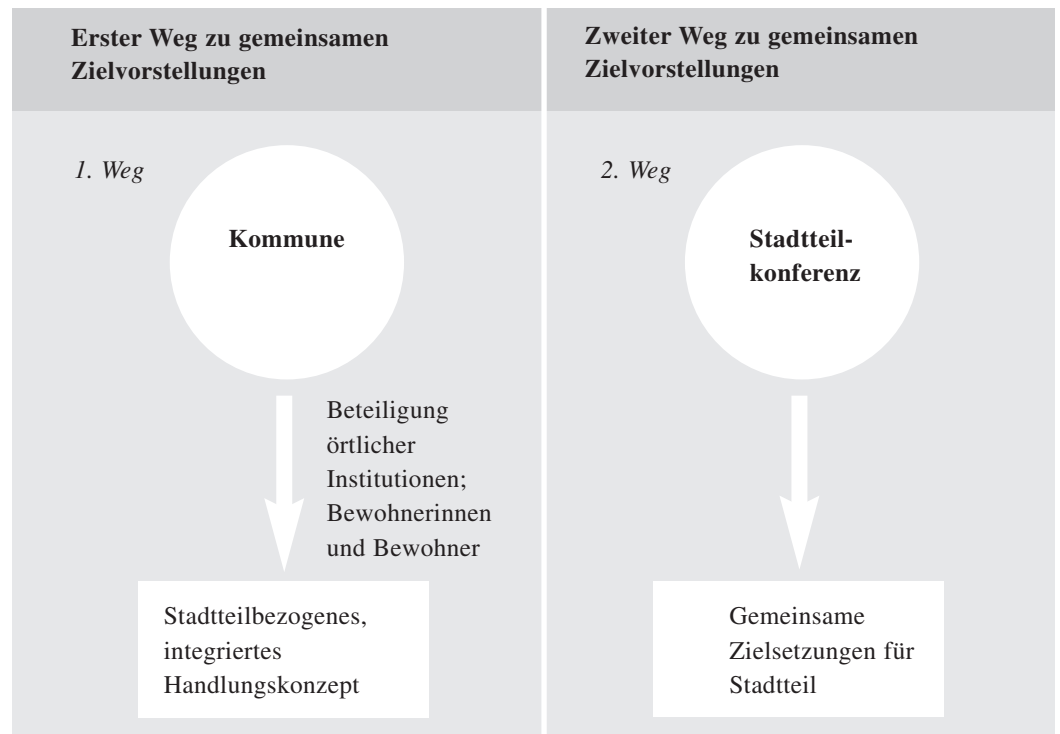 Erster Weg zu gemeinsamen
Zielvorstellungen
1. Weg
Kommune
Beteiligung
örtlicher
Institutionen;
Bewohnerinnen
und Bewohner
Stadtteilbezogenes,
integriertes
Handlungskonzept
Zweiter Weg zu gemeinsamen
Zielvorstellungen
2. Weg
Stadtteil-
konferenz
Gemeinsame
Zielsetzungen für
Stadtteil